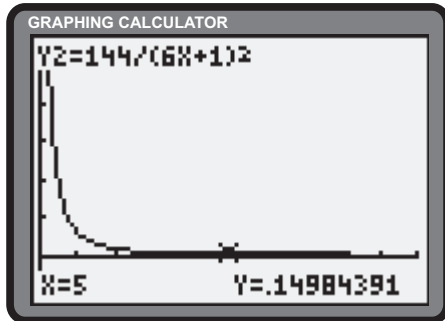 GRAPHING CALCULATOR
Y2=144/(6X+1)²
X=5 Y=.14984391